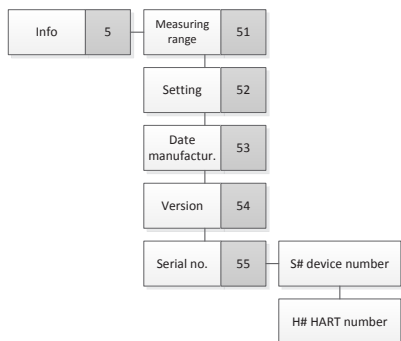 Info 5
Measuring
range
51
Setting 52
Date
manufactur.
53
Version 54
Serial no. 55
S# device number
H# HART number